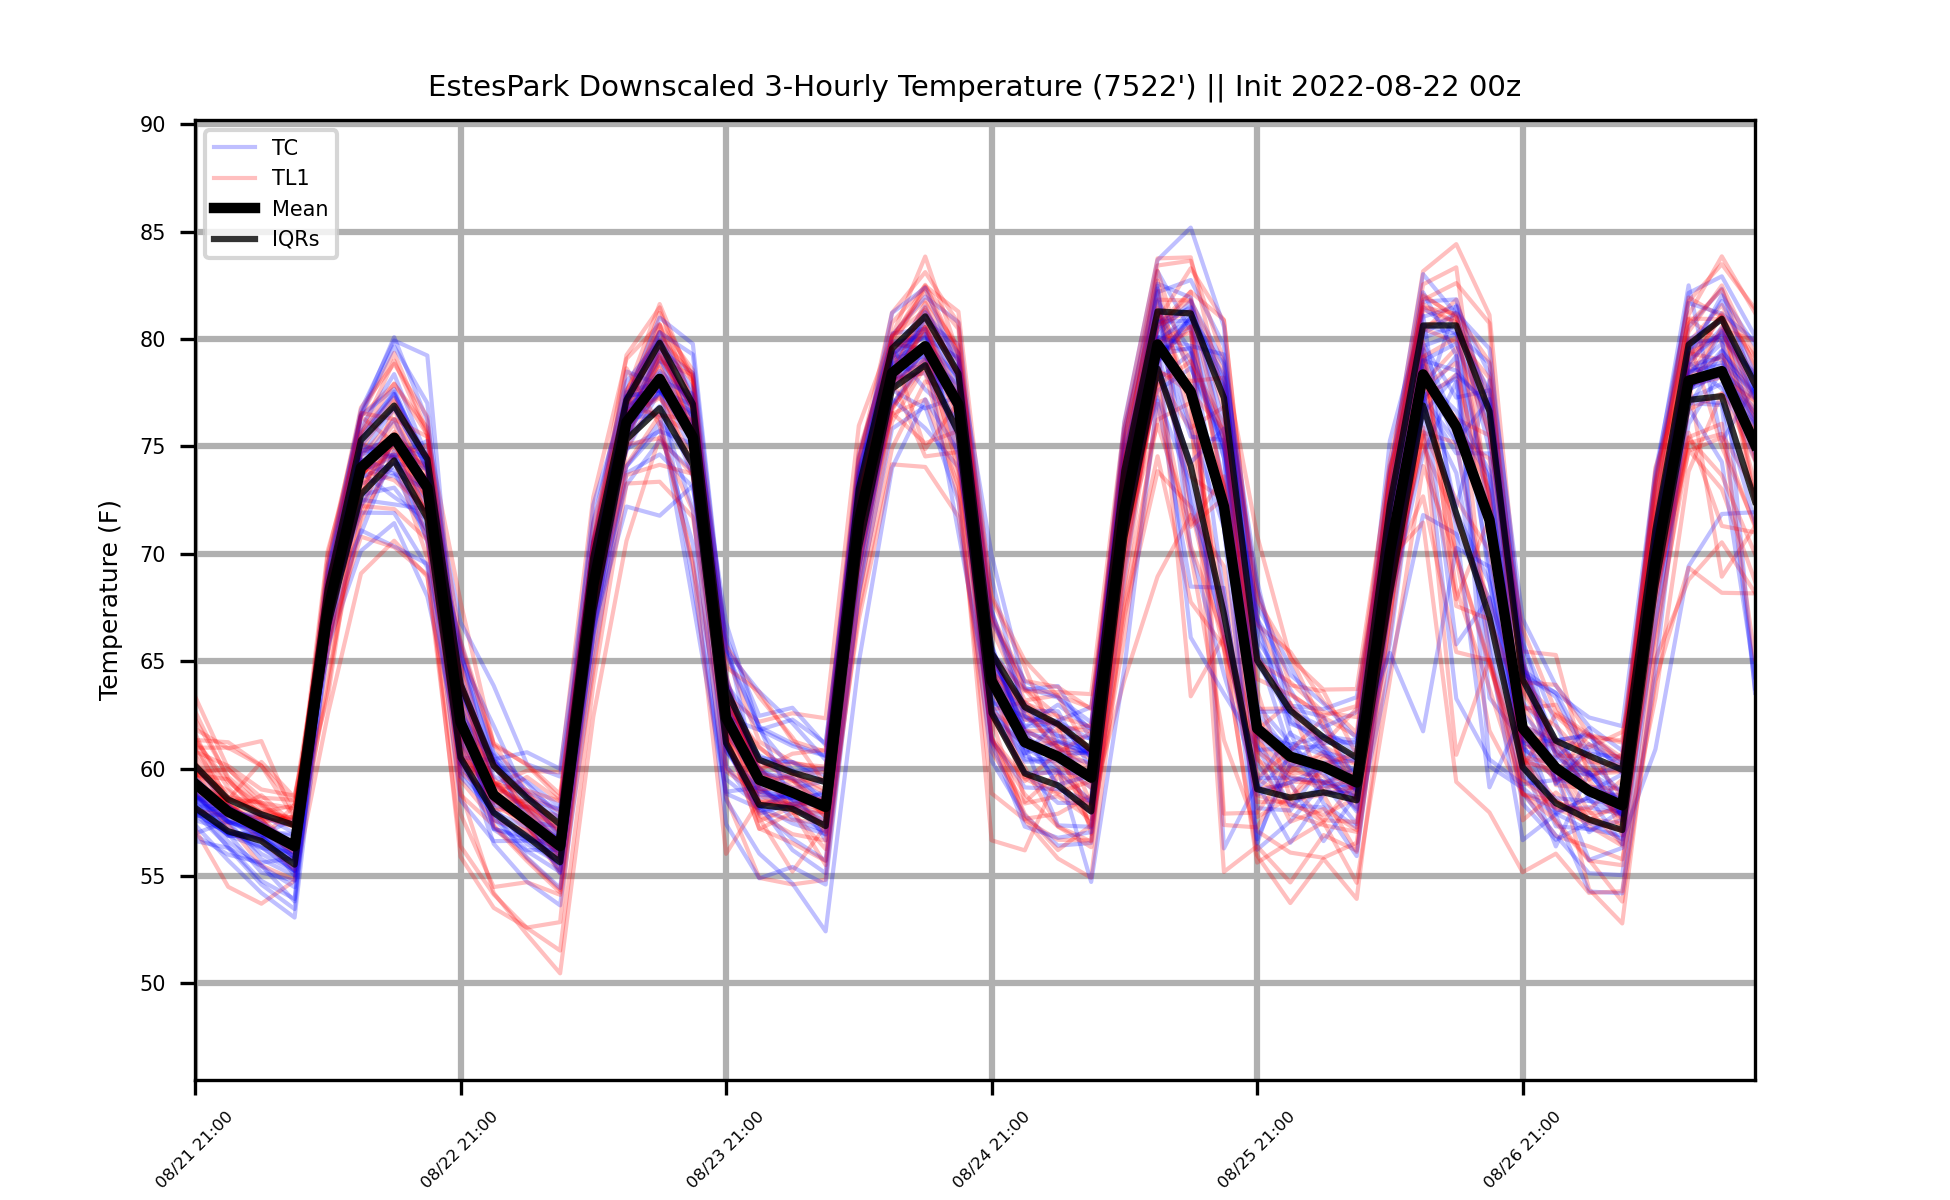 EstesPark Downscaled 3-Hourly Temperature (7522') || Init 2022-08-22 00z
TC
TL1
Mean
IQRs
Temperature (F)
90
85
80
75
70
65
60
55
50
08/21 21:00
08/22 21:00
08/23 21:00
08/24 21:00
08/25 21:00
08/26 21:00